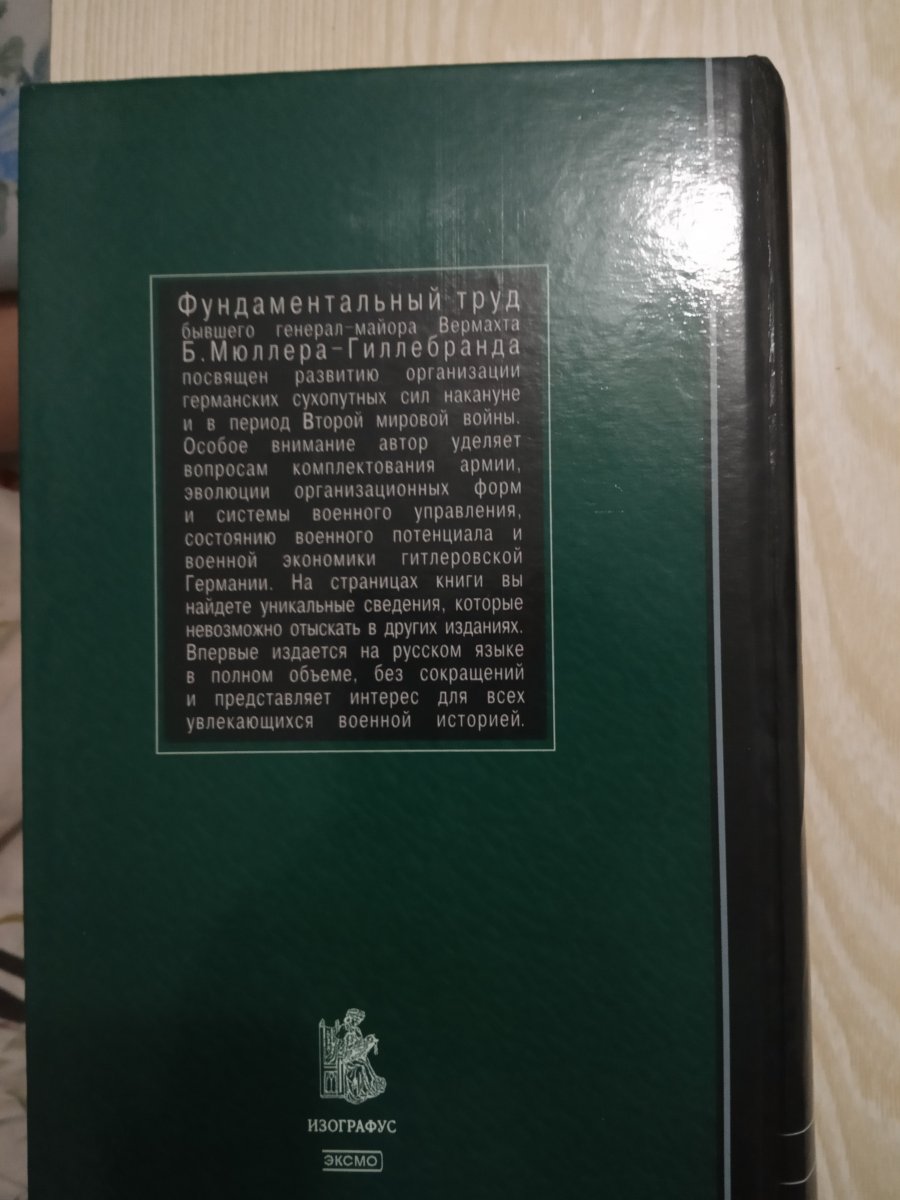 Фундаментальный труд
бывшего генерал-майора Вермахта
Б.Мюллера-Гиллебранда
посвящен развитию организации
германских сухопутных сил накануне
и в период Второй мировой войны.
Особое внимание автор уделяет
вопросам комплектования армии,
эволюции организационных форм
и системы военного управления,
состоянию военного потенциала и
военной экономики гитлеровской
Германии. На страницах книги вы
найдете уникальные сведения, которые
невозможно отыскать в других изданиях.
Впервые издается на русском языке
в полном объеме, без сокращений
и представляет интерес для всех
увлекающихся военной историей.
ИЗОГРАФУС
ЭКСМО